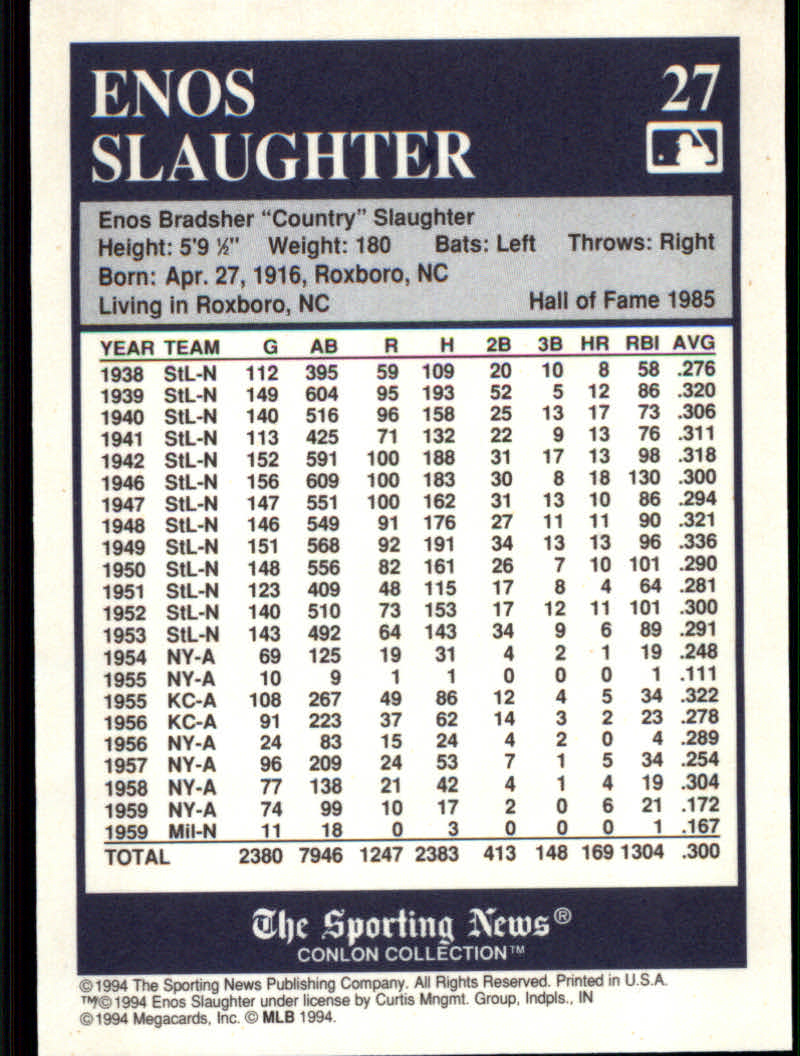 ENOS 27
SLAUGHTER
Enos Bradsher “Country” Slaughter
Height: 5'9 ½" Weight: 180 Bats: Left Throws: Right
Born: Apr. 27, 1916, Roxboro, NC
Living in Roxboro, NC Hall of Fame 1985
YEAR TEAM G AB R H 2B 3B HR RBI AVG
1938 StL-N 112 395 59 109 20 10 8 58 .276
1939 StL-N 149 604 95 193 52 5 12 86 .320
1940 StL-N 140 516 96 158 25 13 17 73 .306
1941 StL-N 113 425 71 132 22 9 13 76 .311
1942 StL-N 152 591 100 188 31 17 13 98 .318
1946 StL-N 156 609 100 183 30 8 18 130 .300
1947 StL-N 147 551 100 162 31 13 10 86 .294
1948 StL-N 146 549 91 176 27 11 11 90 .321
1949 StL-N 151 568 92 191 34 13 13 96 .336
1950 StL-N 148 556 82 161 26 7 10 101 .290
1951 StL-N 123 409 48 115 17 8 4 64 .281
1952 StL-N 140 510 73 153 17 12 11 101 .300
1953 StL-N 143 492 64 143 34 9 6 89 .291
1954 NY-A 69 125 19 31 4 2 1 19 .248
1955 NY-A 10 9 1 1 0 0 0 1 .111
1955 KC-A 108 267 49 86 12 4 5 34 .322
1956 KC-A 91 223 37 62 14 3 2 23 .278
1956 NY-A 24 83 15 24 4 2 0 4 .289
1957 NY-A 96 209 24 53 7 1 5 34 .254
1958 NY-A 77 138 21 42 4 1 4 19 .304
1959 NY-A 74 99 10 17 2 0 6 21 .172
1959 Mil-N 11 18 0 3 0 0 0 1 .167
TOTAL 2380 7946 1247 2383 413 148 169 1304 .300
The Sporting News®
CONLON COLLECTION™
©1994 The Sporting News Publishing Company. All Rights Reserved. Printed in U.S.A.
™/©1994 Enos Slaughter under license by Curtis Mngmt. Group, Indpls., IN
©1994 Megacards, Inc. © MLB 1994.